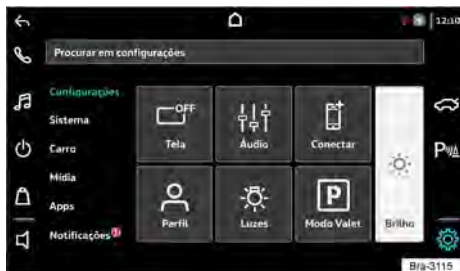 12:10
Procurar em configurações
Configurações
Sistema
Carro
Mídia
Apps
Notificações
OFF
Tela
Áudio
Conectar
Perfil
Luzes
P
Modo Valet
Brilho
Bra-3115